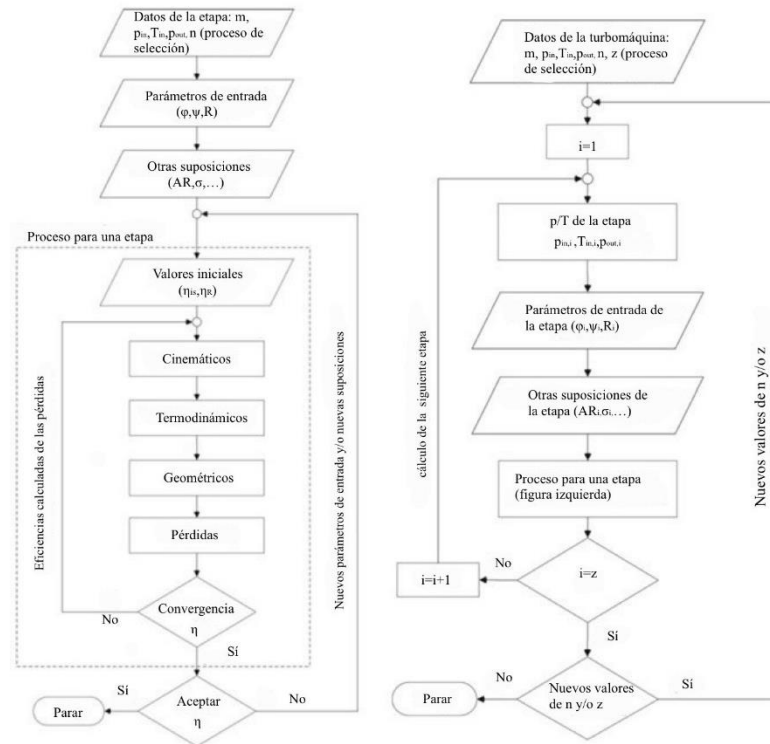 Datos de la etapa: m,
pin,Tin,pout, n (proceso de
selección)
Parámetros de entrada
(φ,ψ,R)
Otras suposiciones
(AR,σ,…)
Proceso para una etapa
Valores iniciales
(ηis,ηR)
Cinemáticos
Termodinámicos
Geométricos
Pérdidas
Convergencia
η
No
Sí
Aceptar
η
Sí
No
Parar
Eficiencias calculadas de las pérdidas
Nuevos parámetros de entrada y/o nuevas suposiciones
Datos de la turbomáquina:
m, pin,Tin,pout, n, z (proceso
de selección)
i=1
p/T de la etapa
pin,i ,Tin,i,pout,i
Parámetros de entrada de
la etapa (φi,ψi,Ri)
Otras suposiciones de
la etapa (ARi,σi,…)
Proceso para una etapa
(figura izquierda)
i=z
No
i=i+1
Sí
Nuevos valores
de n y/o z
No
Sí
Parar
cálculo de la siguiente etapa
Nuevos valores de n y/o z